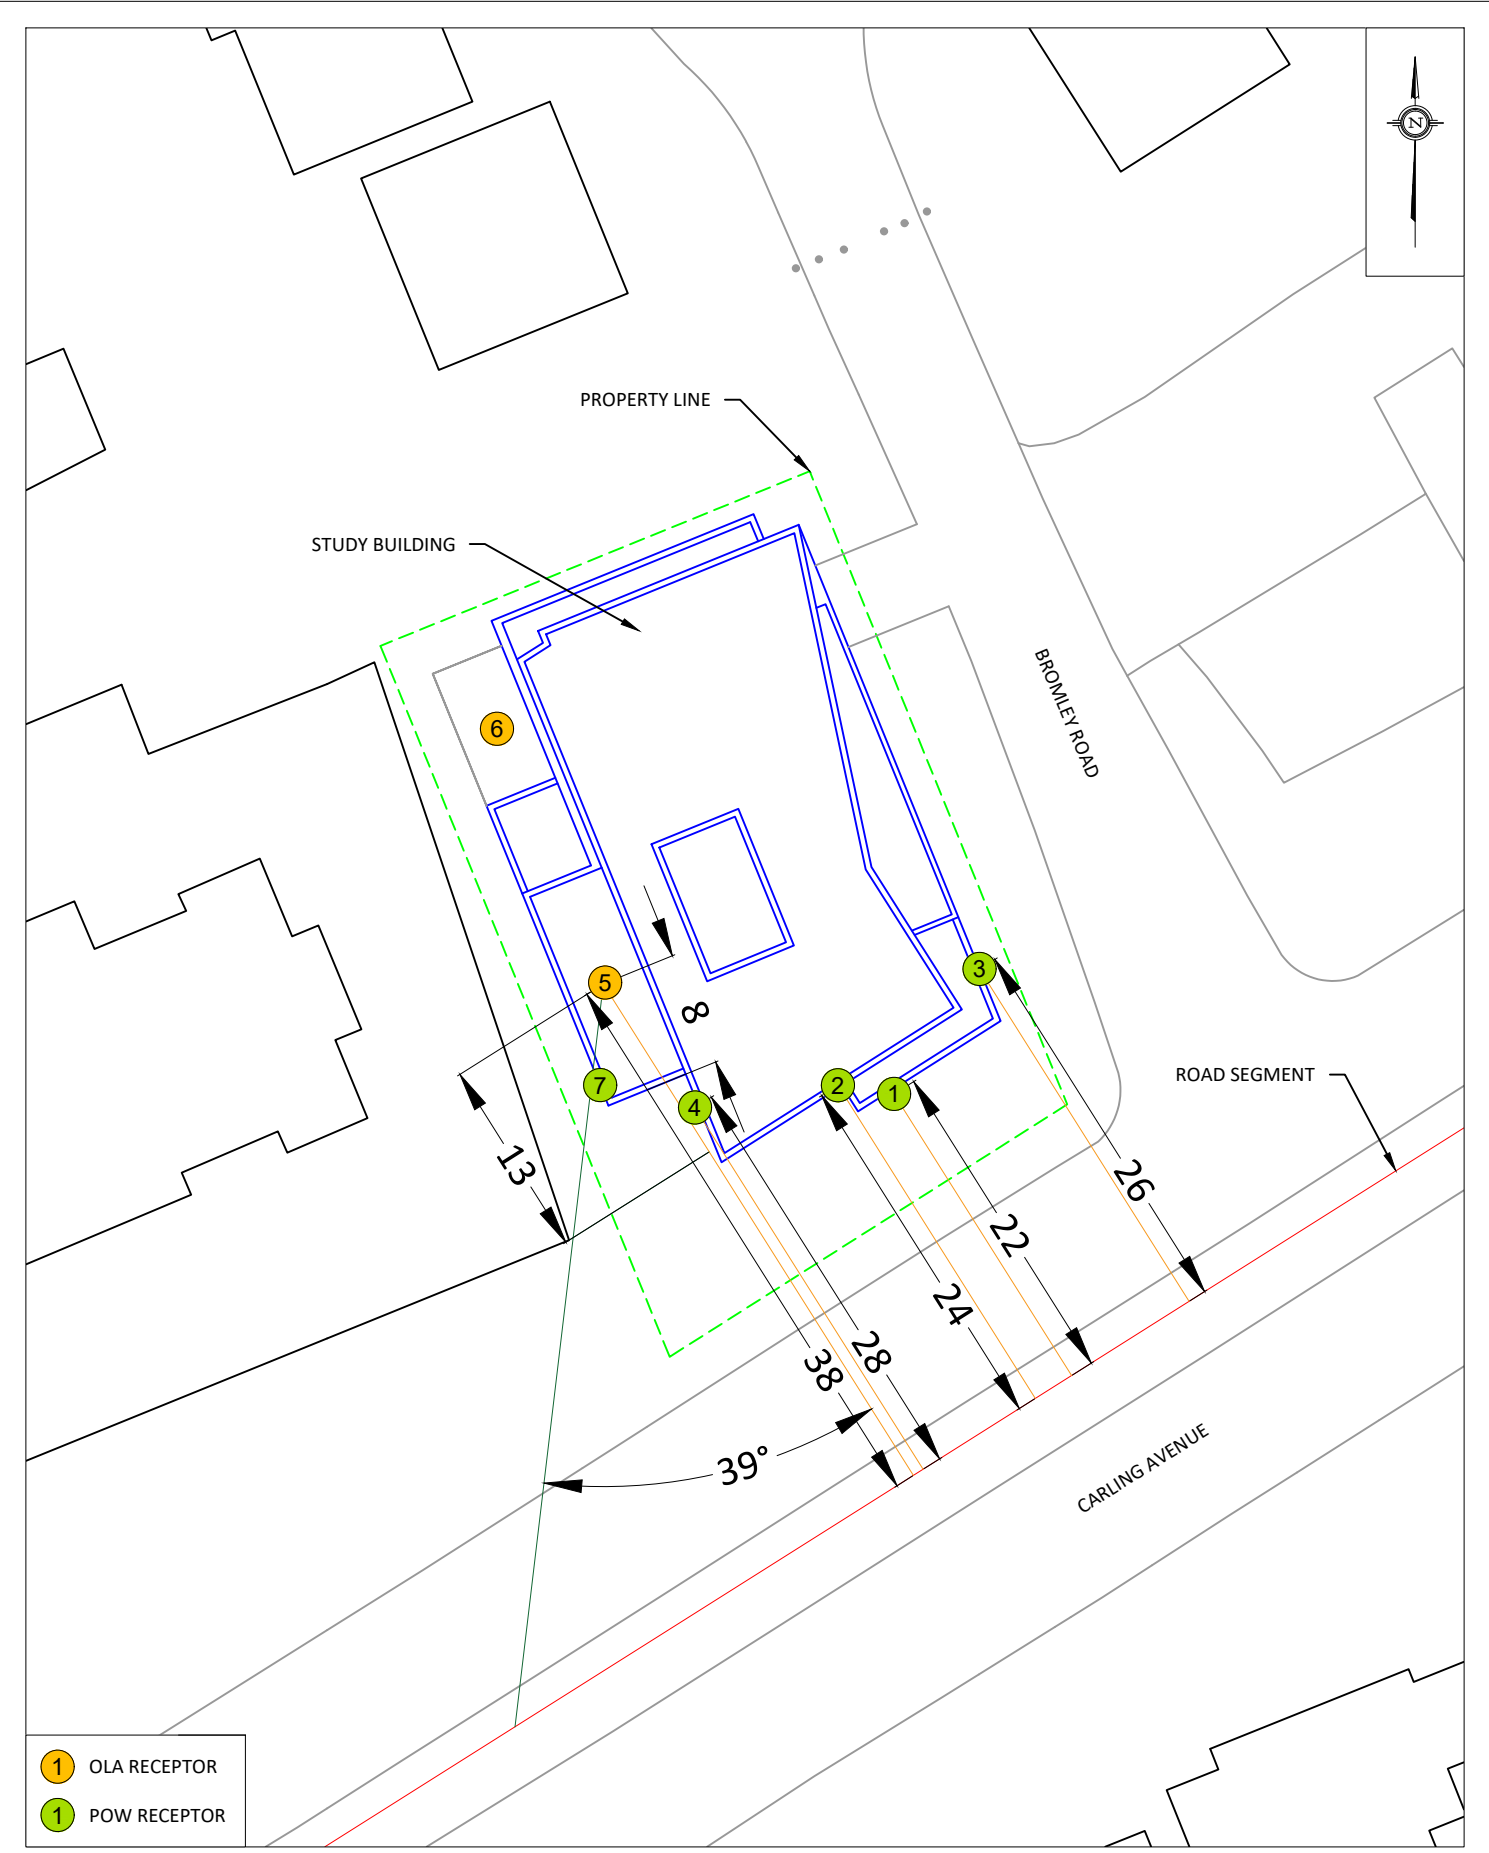 N
PROPERTY LINE
STUDY BUILDING
BROMLEY ROAD
6
3
5
8
7
2
1
4
ROAD SEGMENT
13
26
22
24
28
38
39°
CARLING AVENUE
1 OLA RECEPTOR
1 POW RECEPTOR